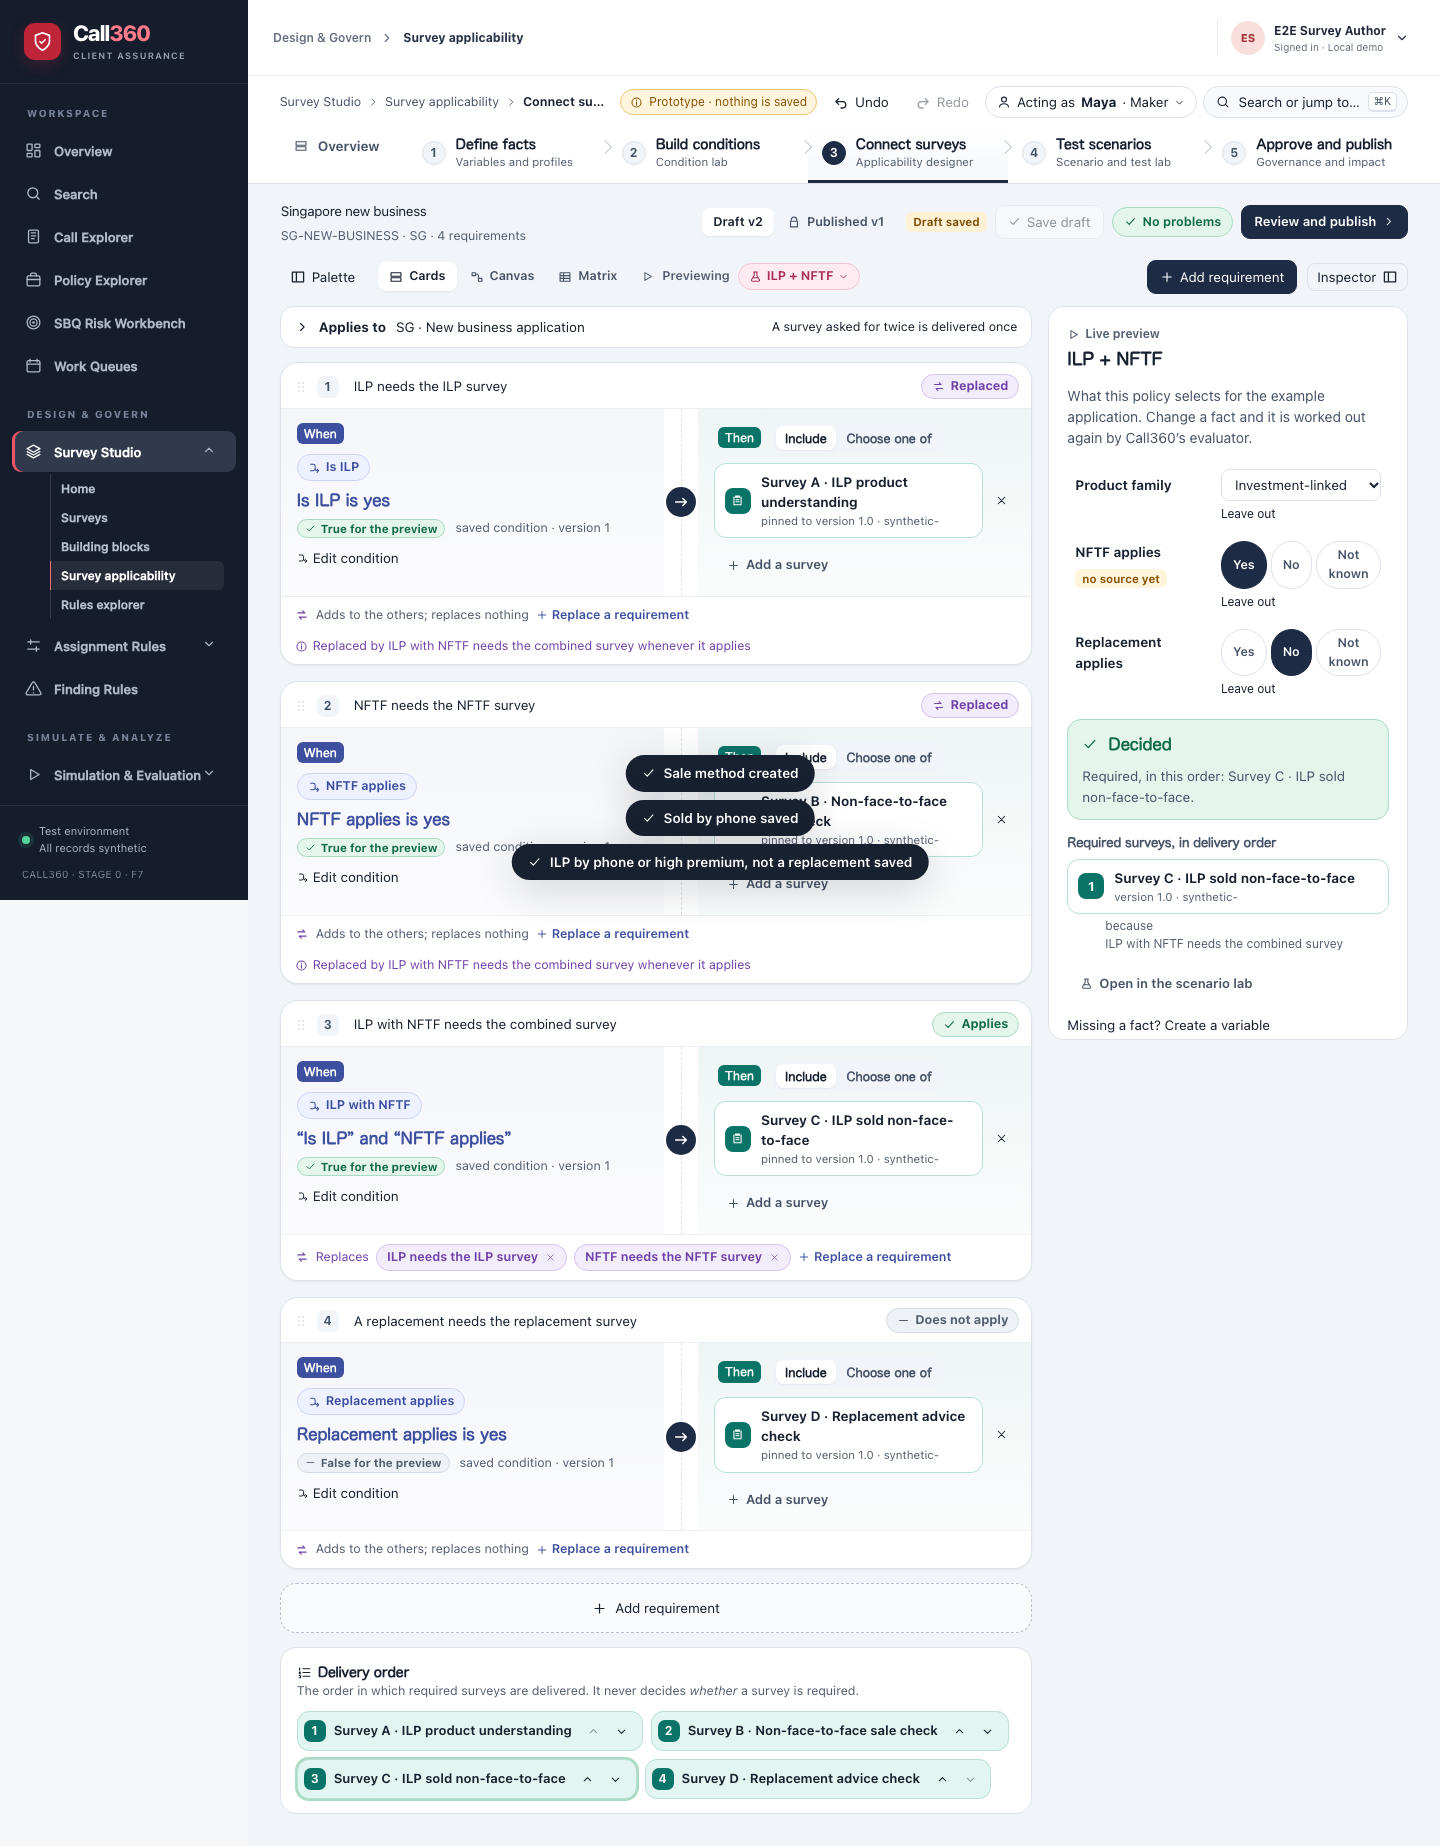 Call360
CLIENT ASSURANCE
WORKSPACE
Overview
Search
Call Explorer
Policy Explorer
SBQ Risk Workbench
Work Queues
DESIGN & GOVERN
Survey Studio
Home
Surveys
Building blocks
Survey applicability
Rules explorer
Assignment Rules
Finding Rules
SIMULATE & ANALYZE
Simulation & Evaluation
Test environment
All records synthetic
CALL360 · STAGE 0 · F7
Design & Govern
Survey applicability
ES
E2E Survey Author
Signed in · Local demo
Survey Studio
Survey applicability
Connect su...
Prototype · nothing is saved
Undo
Redo
Acting as Maya · Maker
Search or jump to...
⌘K
Overview
1
Define facts
Variables and profiles
2
Build conditions
Condition lab
3
Connect surveys
Applicability designer
4
Test scenarios
Scenario and test lab
5
Approve and publish
Governance and impact
Singapore new business
SG-NEW-BUSINESS · SG · 4 requirements
Draft v2
Published v1
Draft saved
Save draft
No problems
Review and publish
Palette
Cards
Canvas
Matrix
Previewing
ILP + NFTF
Add requirement
Inspector
Applies to SG · New business application
A survey asked for twice is delivered once
1
ILP needs the ILP survey
Replaced
When
Is ILP
Is ILP is yes
True for the preview
saved condition · version 1
Edit condition
Then
Include
Choose one of
Survey A · ILP product
understanding
pinned to version 1.0 · synthetic-
Add a survey
Adds to the others; replaces nothing
Replace a requirement
Replaced by ILP with NFTF needs the combined survey whenever it applies
2
NFTF needs the NFTF survey
Replaced
When
NFTF applies
NFTF applies is yes
True for the preview
Edit condition
B · Non-face-to-face
Add a survey
Adds to the others; replaces nothing
Replace a requirement
Replaced by ILP with NFTF needs the combined survey whenever it applies
Sale method created
Sold by phone saved
ILP by phone or high premium, not a replacement saved
3
ILP with NFTF needs the combined survey
Applies
When
ILP with NFTF
“Is ILP” and “NFTF applies”
True for the preview
saved condition · version 1
Edit condition
Then
Include
Choose one of
Survey C · ILP sold non-face-
to-face
pinned to version 1.0 · synthetic-
Add a survey
Replaces
ILP needs the ILP survey
NFTF needs the NFTF survey
Replace a requirement
4
A replacement needs the replacement survey
Does not apply
When
Replacement applies
Replacement applies is yes
False for the preview
saved condition · version 1
Edit condition
Then
Include
Choose one of
Survey D · Replacement advice
check
pinned to version 1.0 · synthetic-
Add a survey
Adds to the others; replaces nothing
Replace a requirement
Add requirement
Delivery order
The order in which required surveys are delivered. It never decides whether a survey is required.
1
Survey A · ILP product understanding
2
Survey B · Non-face-to-face sale check
3
Survey C · ILP sold non-face-to-face
4
Survey D · Replacement advice check
Live preview
ILP + NFTF
What this policy selects for the example
application. Change a fact and it is worked out
again by Call360’s evaluator.
Product family
Investment-linked
Leave out
NFTF applies
no source yet
Yes
No
Not
known
Leave out
Replacement
applies
Yes
No
Not
known
Leave out
Decided
Required, in this order: Survey C · ILP sold
non-face-to-face.
Required surveys, in delivery order
1
Survey C · ILP sold non-face-to-face
version 1.0 · synthetic-
because
ILP with NFTF needs the combined survey
Open in the scenario lab
Missing a fact? Create a variable